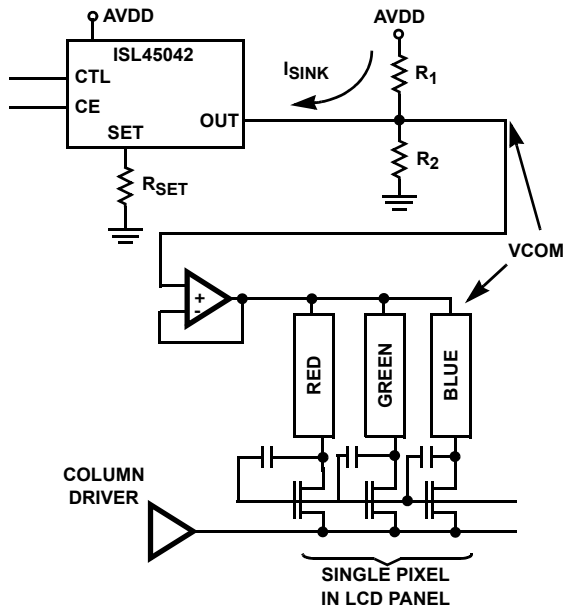 AVDD
AVDD
ISL45042
CTL
CE
SET
OUT
ISINK
R1
R2
RSET
VCOM
+
-
RED
GREEN
BLUE
COLUMN
DRIVER
SINGLE PIXEL
IN LCD PANEL